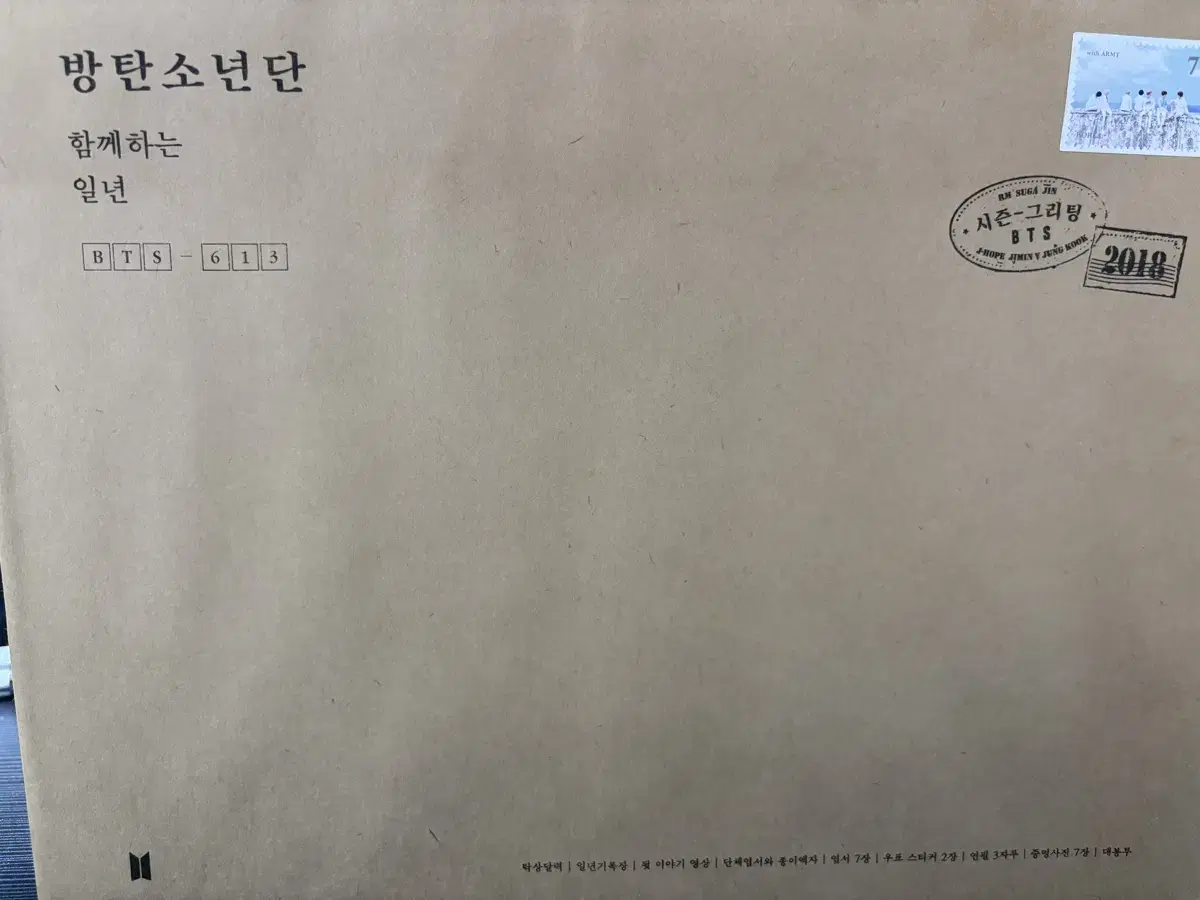 방탄소년단
함께하는
일년
BTS-613
with ARMY
7
RM SUGA JIN
시즌-그리팅
BTS
J-HOPE JIMIN V JUNG KOOK
2018
탁상달력 | 일년기록장 | 뒷 이야기 영상 | 단체엽서와 종이액자 | 엽서 7장 | 우표 스티커 2장 | 연필 3자루 | 증명사진 7장 | 대봉투